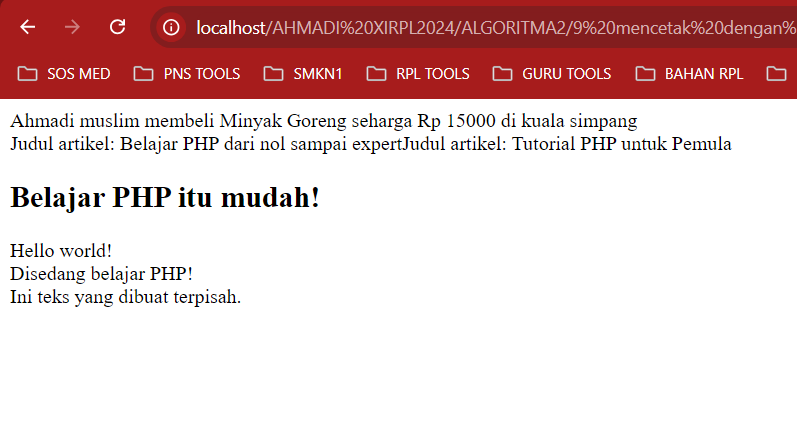 localhost/AHMADI%20XIRPL2024/ALGORITMA2/9%20mencetak%20dengan%
SOS MED PNS TOOLS SMKN1 RPL TOOLS GURU TOOLS BAHAN RPL
Ahmadi muslim membeli Minyak Goreng seharga Rp 15000 di kuala simpang
Judul artikel: Belajar PHP dari nol sampai expertJudul artikel: Tutorial PHP untuk Pemula
Belajar PHP itu mudah!
Hello world!
Disedang belajar PHP!
Ini teks yang dibuat terpisah.